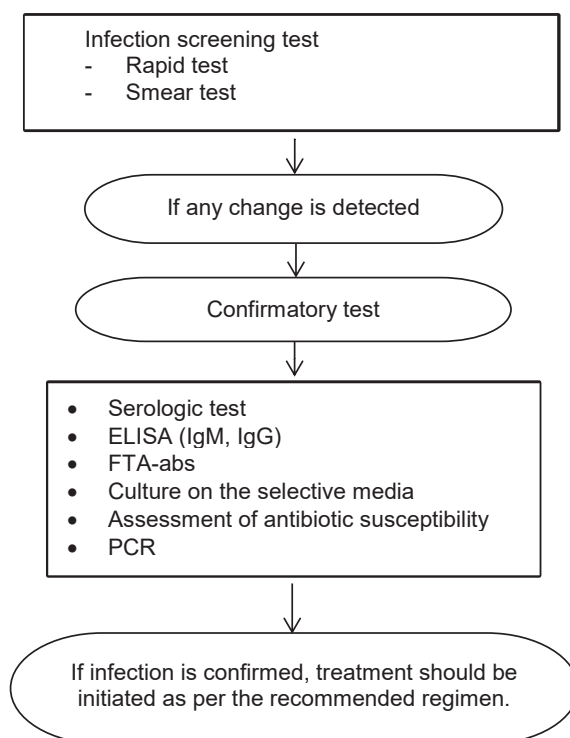 Infection screening test
- Rapid test
- Smear test
If any change is detected
Confirmatory test
• Serologic test
• ELISA (IgM, IgG)
• FTA-abs
• Culture on the selective media
• Assessment of antibiotic susceptibility
• PCR
If infection is confirmed, treatment should be
initiated as per the recommended regimen.